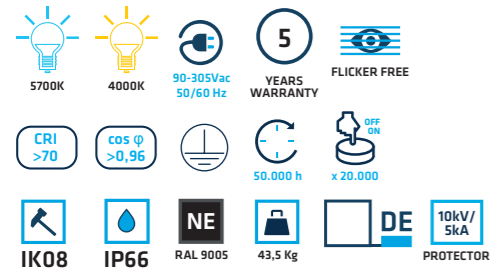 5700K
4000K
90-305Vac
50/60 Hz
5
YEARS
WARRANTY
FLICKER FREE
CRI
>70
cos φ
>0,96
50.000 h
OFF
ON
x 20.000
IK08
IP66
NE
RAL 9005
43,5 Kg
DE
10kV/
5kA
PROTECTOR